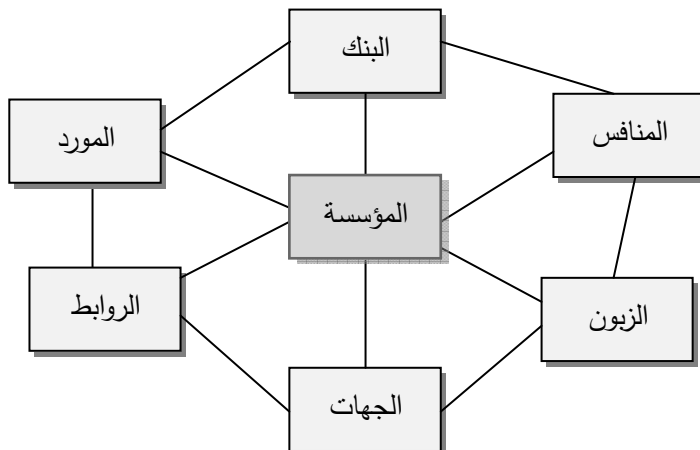 البنك
المنافس
المورد
المؤسسة
الروابط
الزبون
الجهات